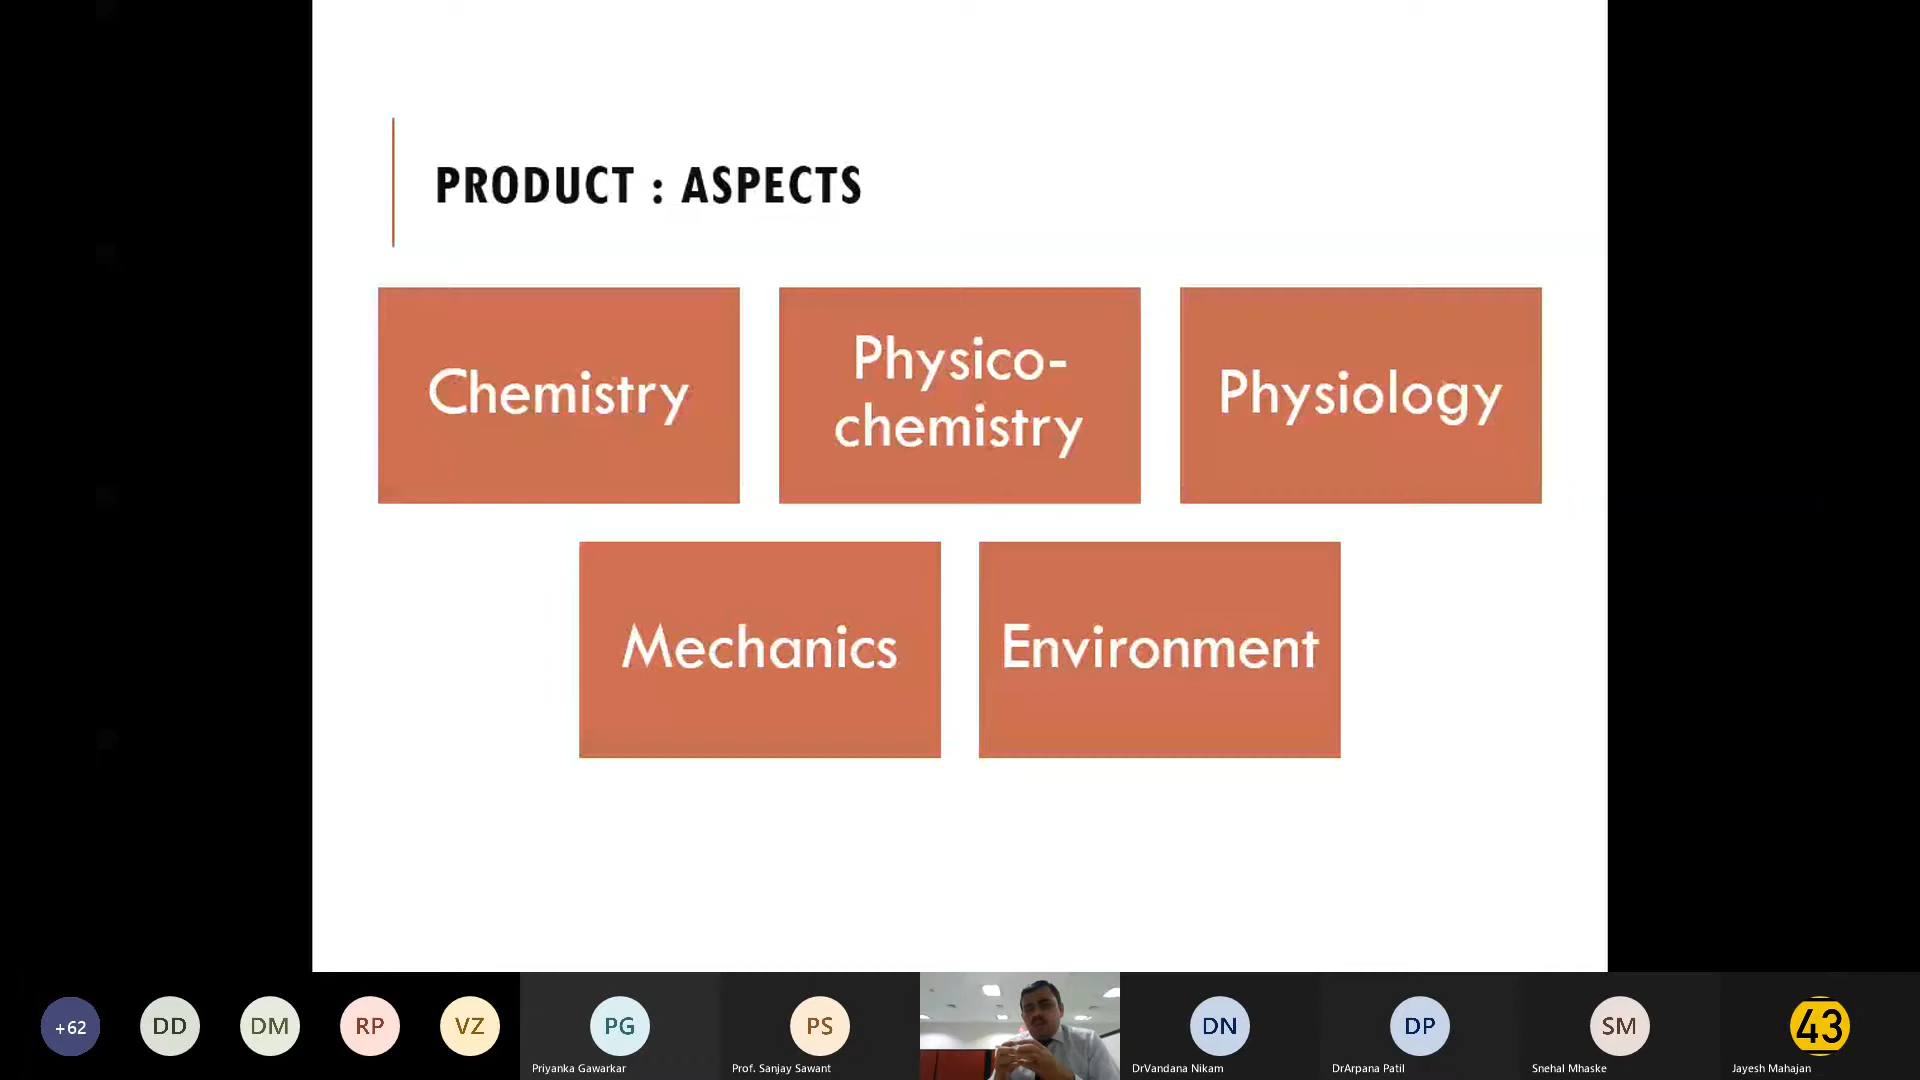 PRODUCT : ASPECTS
Chemistry
Physico-
chemistry
Physiology
Mechanics
Environment
+62
DD
DM
RP
VZ
PG
Priyanka Gawarkar
PS
Prof. Sanjay Sawant
DN
DrVandana Nikam
DP
DrArpana Patil
SM
Snehal Mhaske
43
Jayesh Mahajan